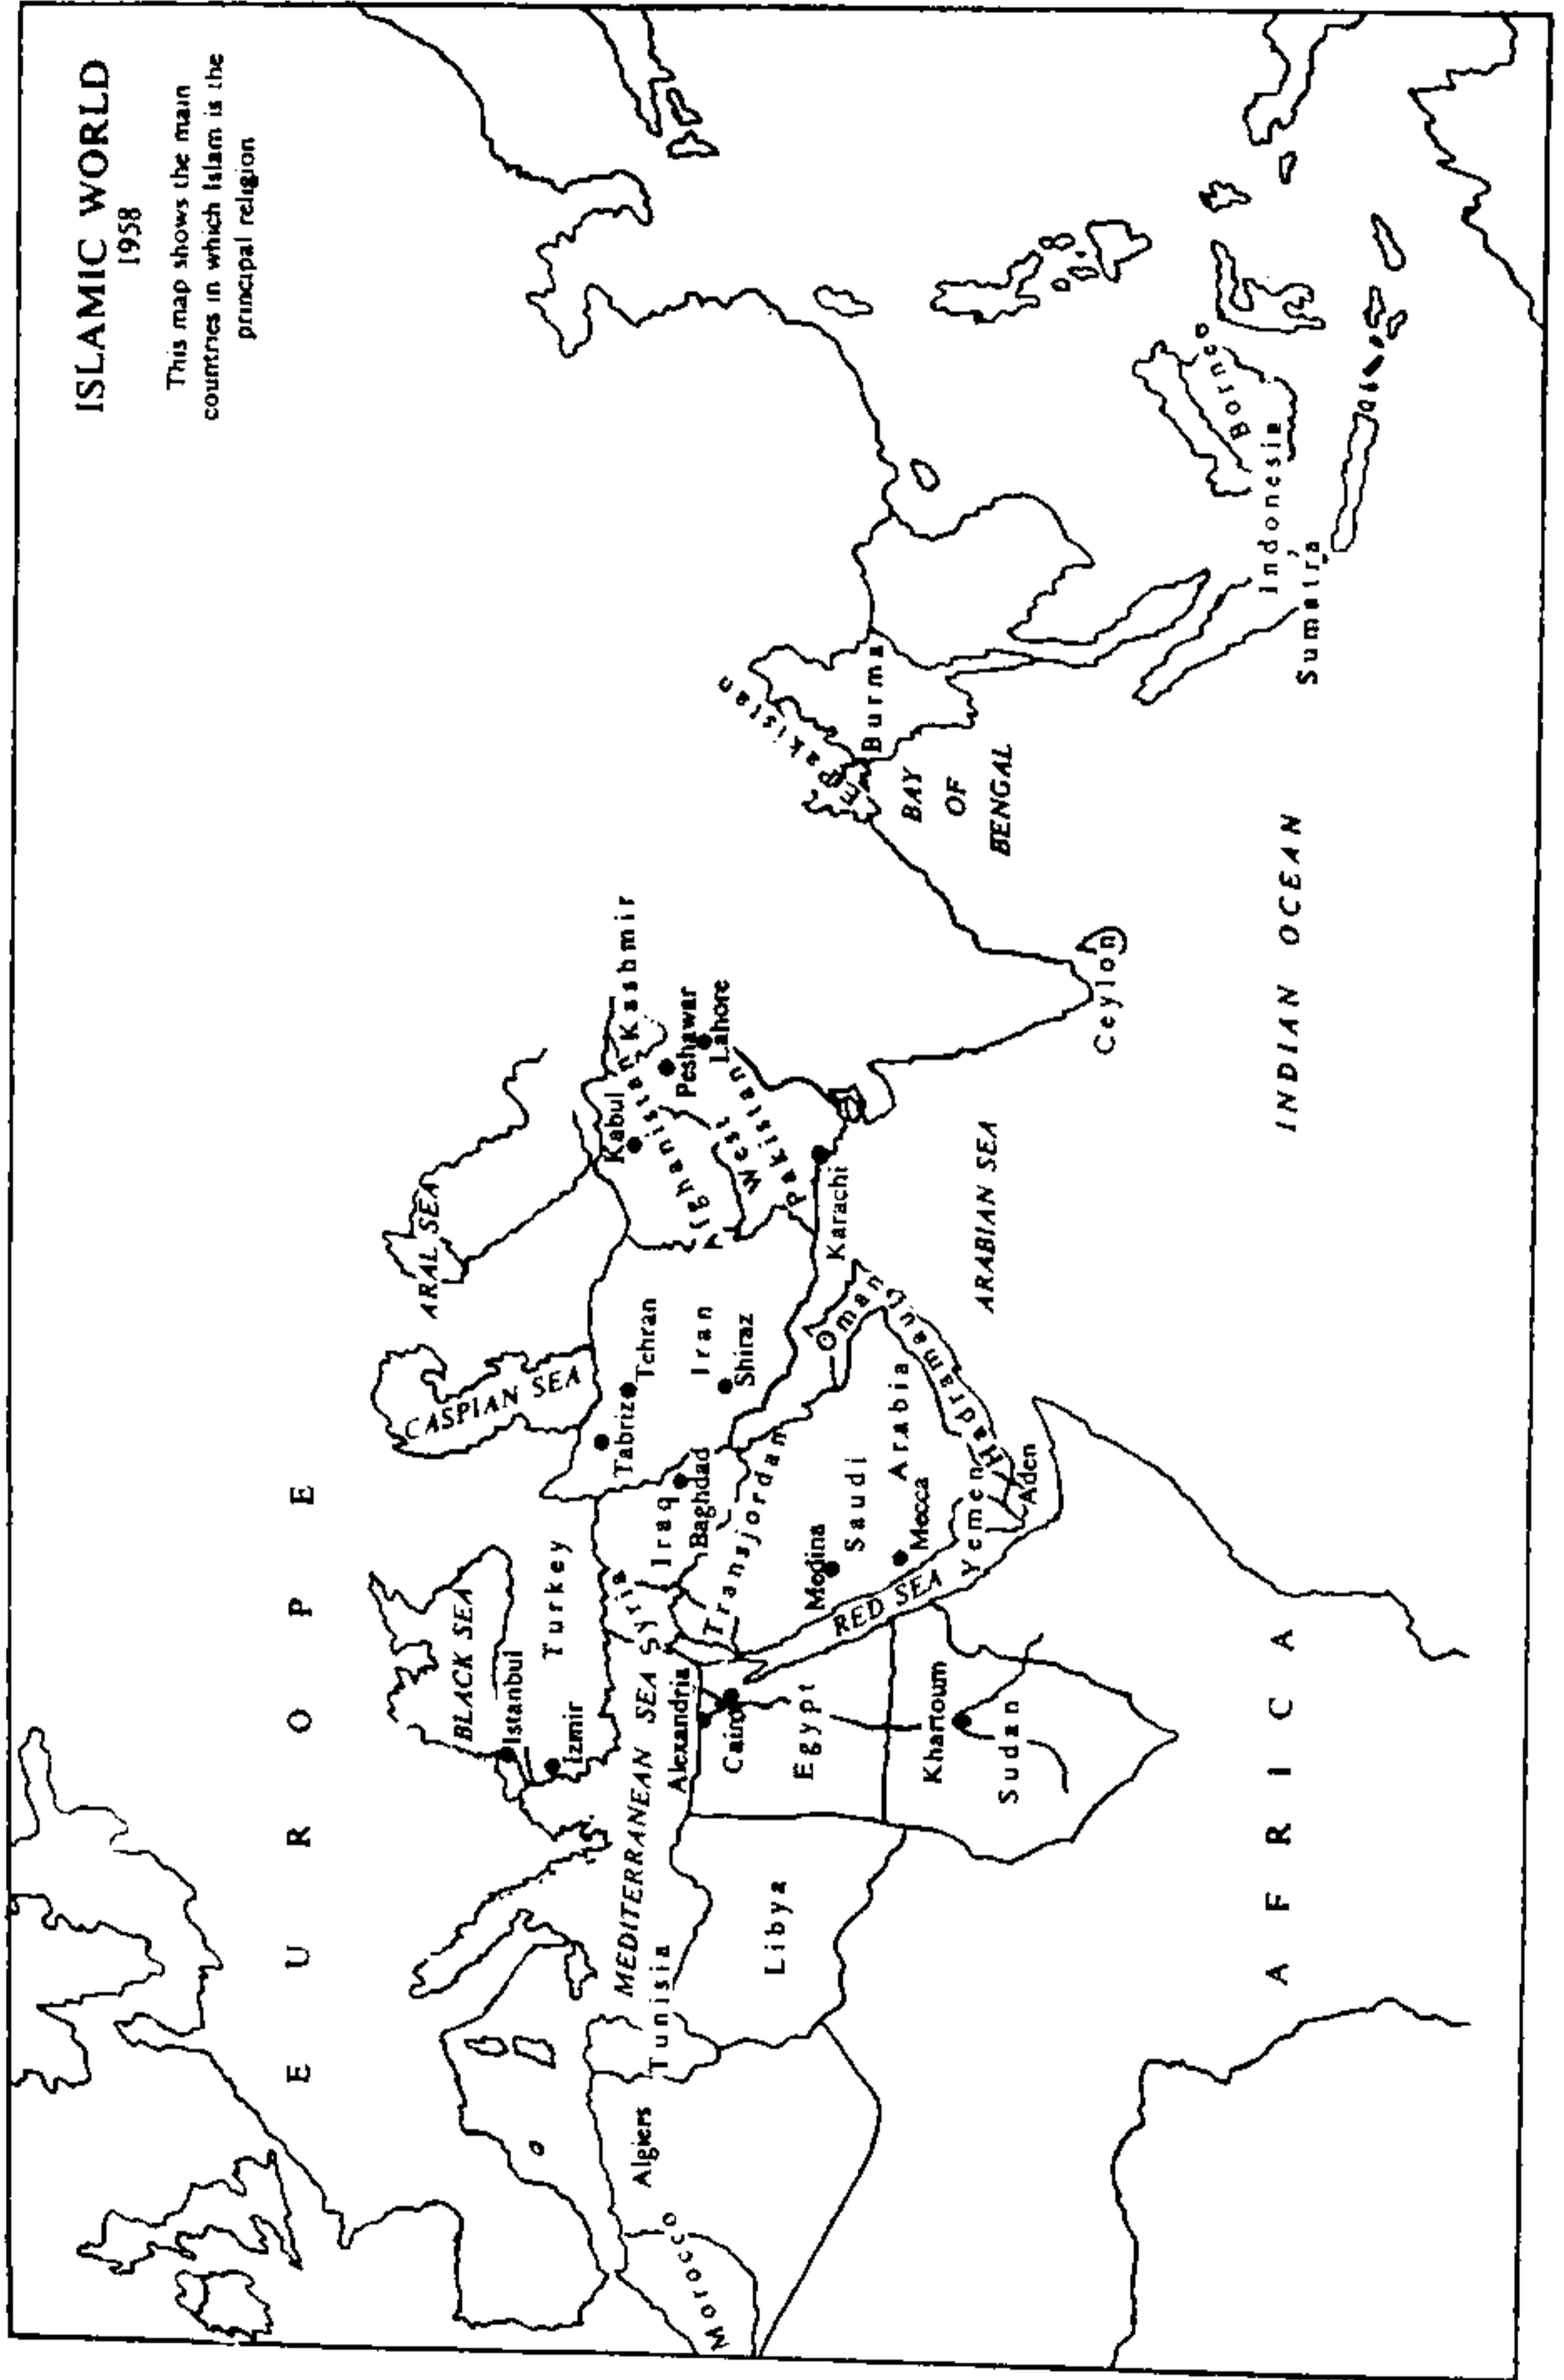 ISLAMIC WORLD
1958
This map shows the main
countries in which Islam is the
principal religion
EUROPE
BLACK SEA
CASPIAN SEA
ARAL SEA
Istanbul
Izmir
Turkey
Tabriz
Tehran
Iran
Shiraz
Kabul
Afghanistan
Kashmir
Peshawar
Lahore
West
Pakistan
Karachi
MEDITERRANEAN SEA
Syria
Iraq
Baghdad
Transjordan
Algiers
Tunisia
Morocco
Libya
Alexandria
Cairo
Egypt
Khartoum
Sudan
RED SEA
Medina
Mecca
Saudi
Arabia
Yemen
Aden
Hadramaut
Oman
ARABIAN SEA
Ceylon
E. Pakistan
Burma
BAY
OF
BENGAL
Borneo
Indonesia
Sumatra
INDIAN OCEAN
AFRICA